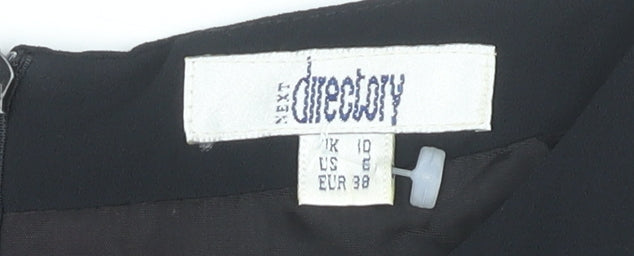 NEXT directory
UK 10
US 6
EUR 38